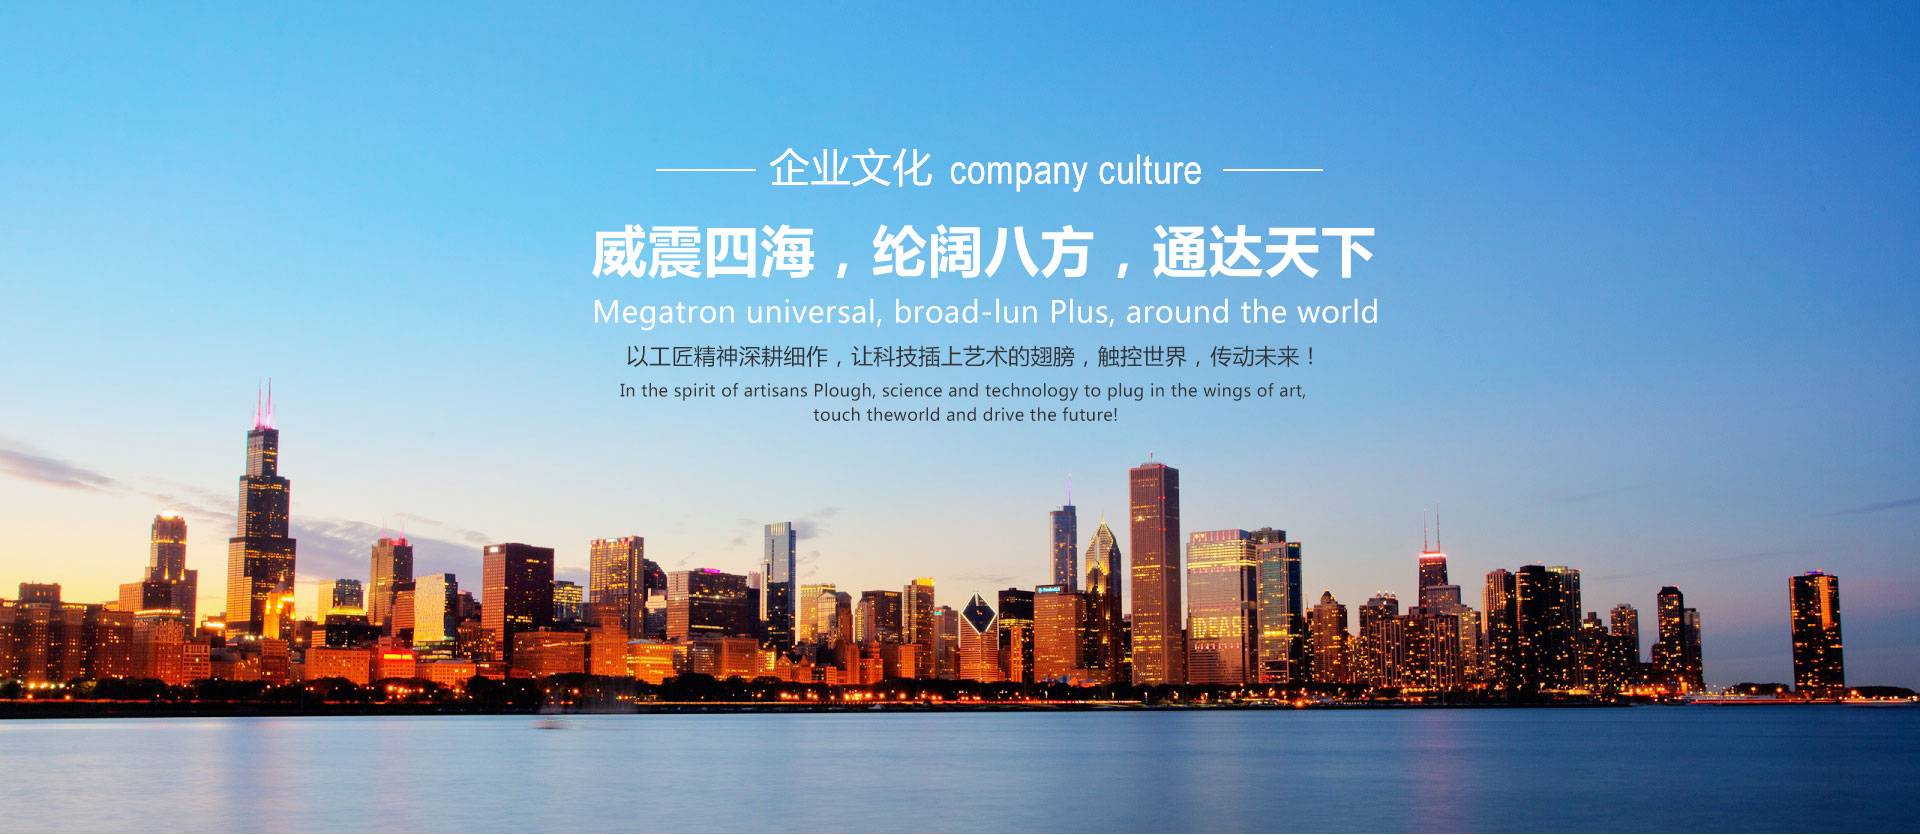 企业文化 company culture
威震四海，纶阔八方，通达天下
Megatron universal, broad-lun Plus, around the world
以工匠精神深耕细作，让科技插上艺术的翅膀，触控世界，传动未来！
In the spirit of artisans Plough, science and technology to plug in the wings of art,
touch theworld and drive the future!
IDEAS